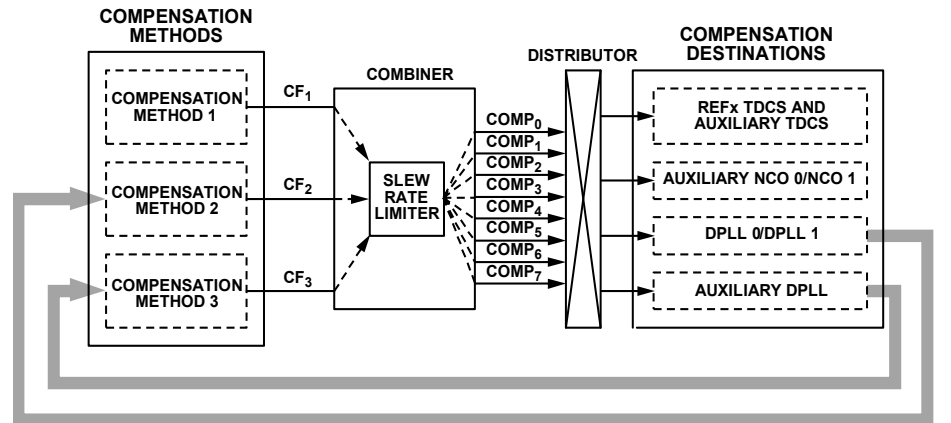 COMPENSATION
METHODS
COMPENSATION
METHOD 1
COMPENSATION
METHOD 2
COMPENSATION
METHOD 3
CF₁
CF₂
CF₃
COMBINER
SLEW
RATE
LIMITER
COMP₀
COMP₁
COMP₂
COMP₃
COMP₄
COMP₅
COMP₆
COMP₇
DISTRIBUTOR
COMPENSATION
DESTINATIONS
REFx TDCS AND
AUXILIARY TDCS
AUXILIARY NCO 0/NCO 1
DPLL 0/DPLL 1
AUXILIARY DPLL